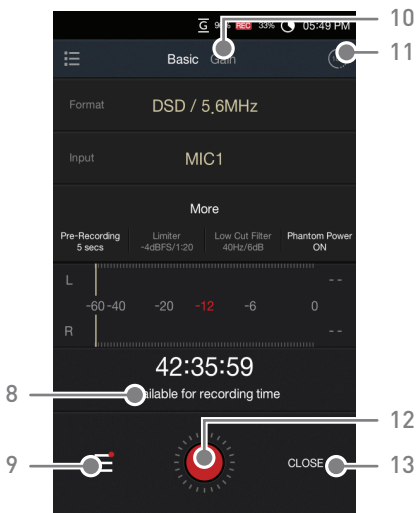 G 90% REC 33% 05:49 PM
10
11
Basic Gain
Format DSD / 5.6MHz
Input MIC1
More
Pre-Recording Limiter Low Cut Filter Phantom Power
5 secs -4dBFS/1:20 40Hz/6dB ON
L --
-60 -40 -20 -12 -6 0
R --
42:35:59
8
ailable for recording time
12
9
CLOSE
13